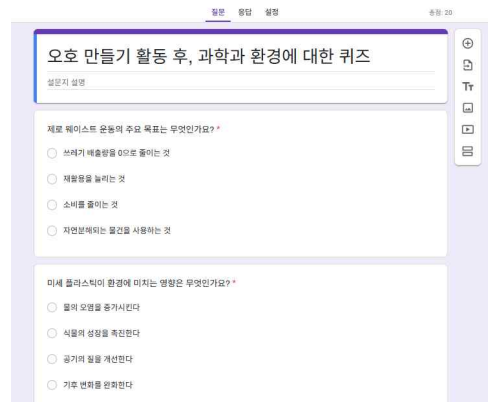 질문 응답 설정
총점: 20
오호 만들기 활동 후, 과학과 환경에 대한 퀴즈
설문지 설명
제로 웨이스트 운동의 주요 목표는 무엇인가요? *
쓰레기 배출량을 0으로 줄이는 것
재활용을 늘리는 것
소비를 줄이는 것
자연분해되는 물건을 사용하는 것
미세 플라스틱이 환경에 미치는 영향은 무엇인가요? *
물의 오염을 증가시킨다
식물의 성장을 촉진한다
공기의 질을 개선한다
기후 변화를 완화한다